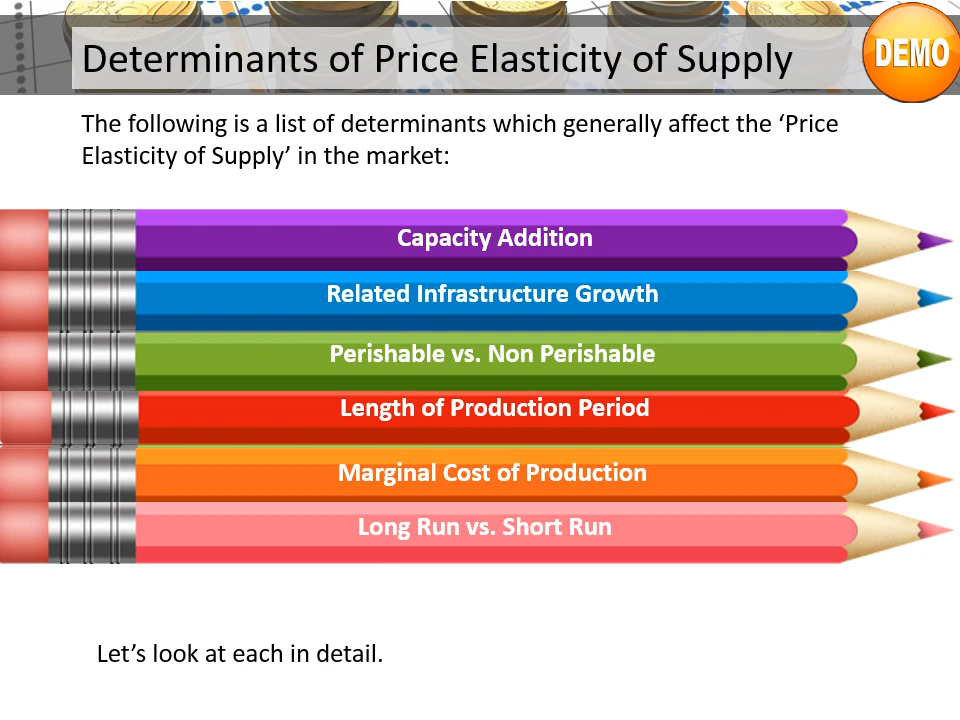 Determinants of Price Elasticity of Supply
DEMO
The following is a list of determinants which generally affect the ‘Price
Elasticity of Supply’ in the market:
Capacity Addition
Related Infrastructure Growth
Perishable vs. Non Perishable
Length of Production Period
Marginal Cost of Production
Long Run vs. Short Run
Let’s look at each in detail.